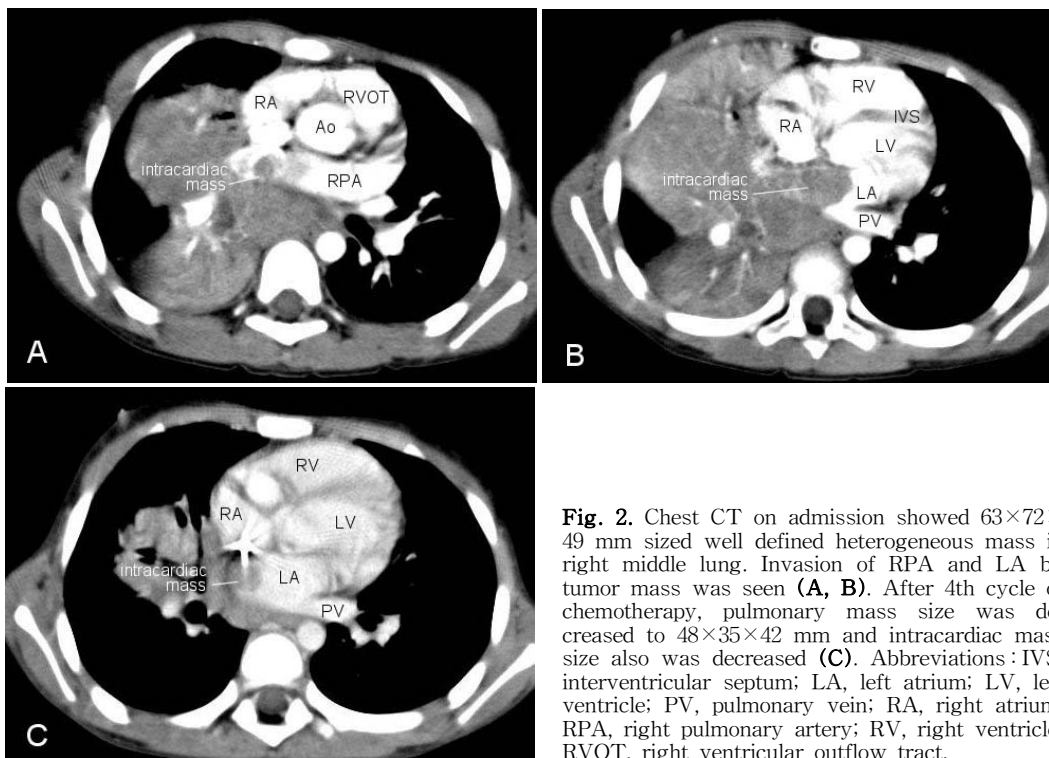 RA
RVOT
Ao
intracardiac
mass
RPA
A
RV
IVS
RA
LV
intracardiac
mass
LA
PV
B
RV
RA
LV
intracardiac
mass
LA
PV
C
Fig. 2. Chest CT on admission showed 63×72
49 mm sized well defined heterogeneous mass i
right middle lung. Invasion of RPA and LA b
tumor mass was seen (A, B). After 4th cycle o
chemotherapy, pulmonary mass size was de
creased to 48×35×42 mm and intracardiac mas
size also was decreased (C). Abbreviations : IVS
interventricular septum; LA, left atrium; LV, le
ventricle; PV, pulmonary vein; RA, right atrium
RPA, right pulmonary artery; RV, right ventricle
RVOT, right ventricular outflow tract.